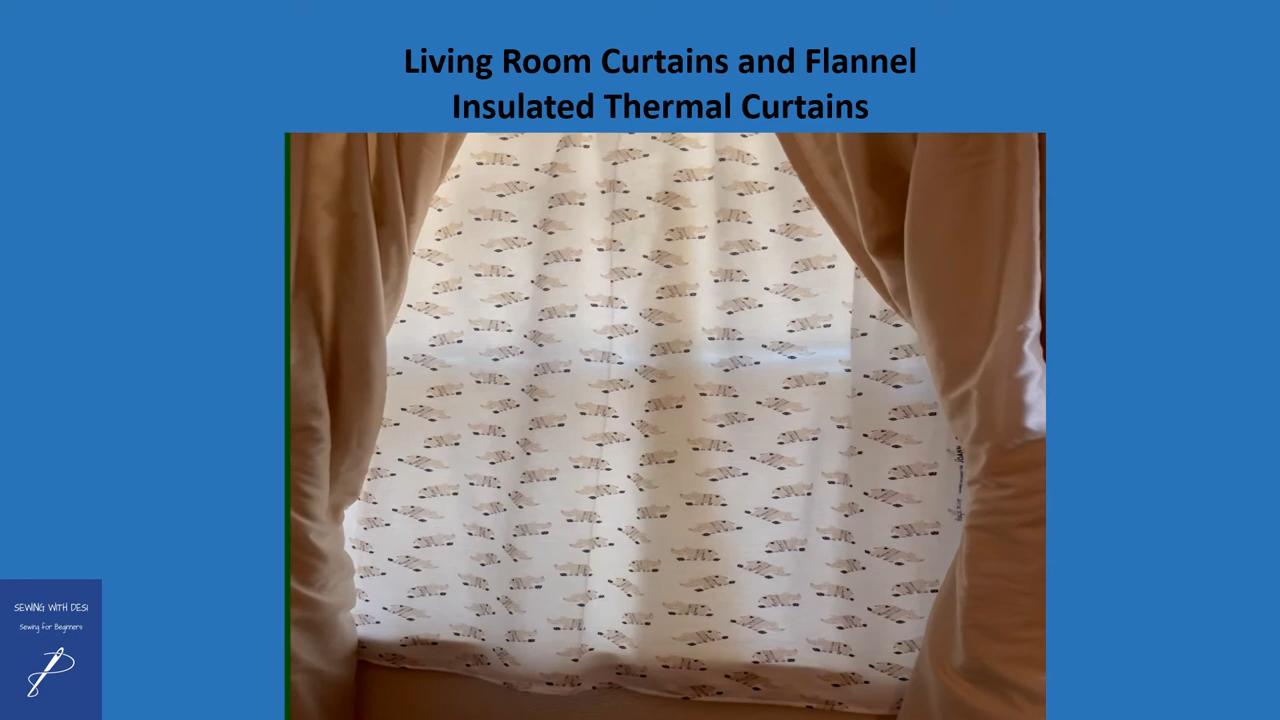 Living Room Curtains and Flannel
Insulated Thermal Curtains
SEWING WITH DESI
Sewing for Beginners